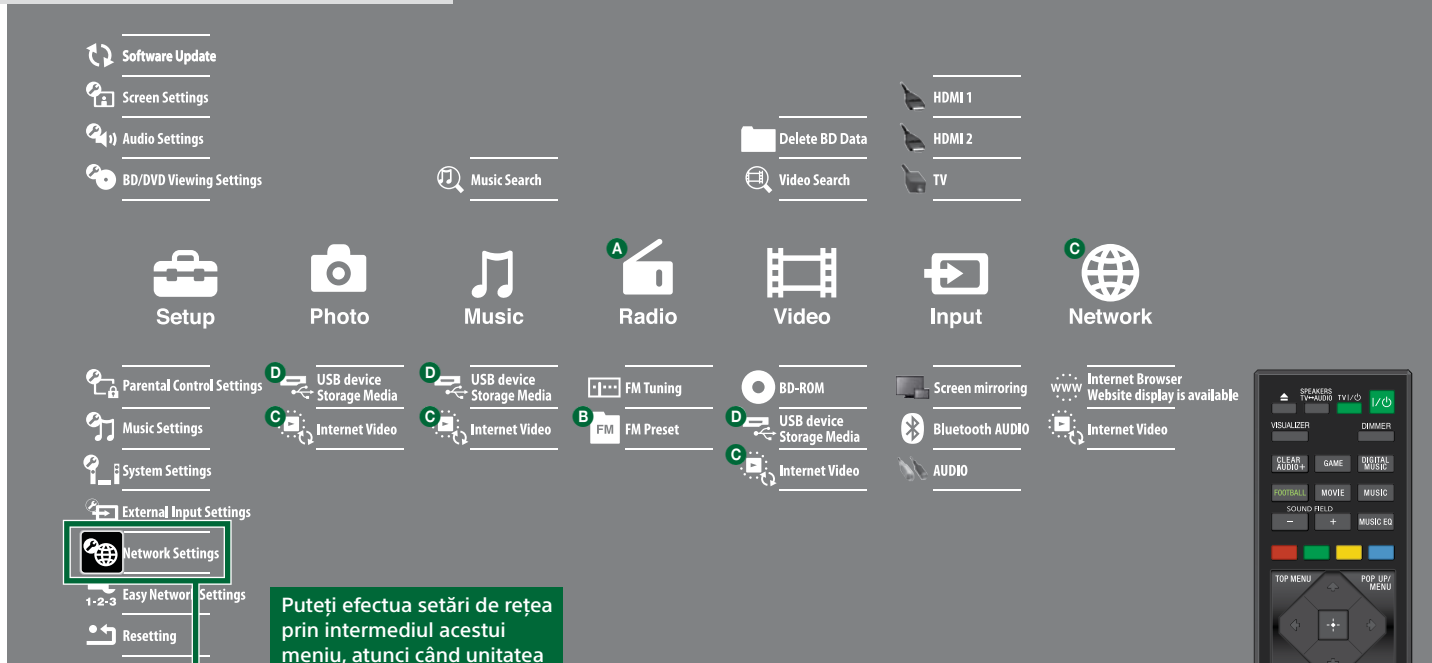 Software Update
Screen Settings
Audio Settings
BD/DVD Viewing Settings
Music Search
Delete BD Data
Video Search
HDMI 1
HDMI 2
TV
Setup
Photo
Music
A
Radio
Video
Input
C
Network
Parental Control Settings
Music Settings
System Settings
External Input Settings
Network Settings
1-2-3
Easy Network Settings
Resetting
D
USB device
Storage Media
C
Internet Video
D
USB device
Storage Media
C
Internet Video
FM Tuning
B
FM
FM Preset
BD-ROM
D
USB device
Storage Media
C
Internet Video
Screen mirroring
Bluetooth AUDIO
AUDIO
www
Internet Browser
Website display is available
Internet Video
Puteți efectua setări de rețea
prin intermediul acestui
meniu, atunci când unitatea
SPEAKERS
TV↔AUDIO
TV I/⏻
I/⏻
VISUALIZER
DIMMER
CLEAR
AUDIO+
GAME
DIGITAL
MUSIC
FOOTBALL
MOVIE
MUSIC
SOUND FIELD
–
+
MUSIC EQ
TOP MENU
POP UP/
MENU